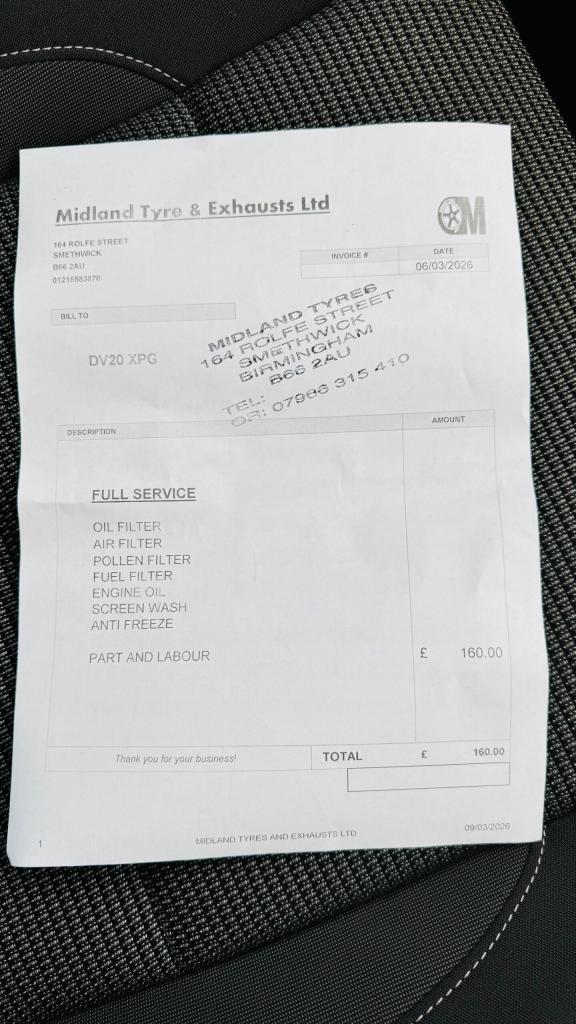 Midland Tyre & Exhausts Ltd
M
164 ROLFE STREET
SMETHWICK
B66 2AU
01215583870
INVOICE #
DATE
06/03/2026
BILL TO
DV20 XPG
MIDLAND TYRES
164 ROLFE STREET
SMETHWICK
BIRMINGHAM
B66 2AU
TEL:
OR: 07986 315 410
DESCRIPTION
AMOUNT
FULL SERVICE
OIL FILTER
AIR FILTER
POLLEN FILTER
FUEL FILTER
ENGINE OIL
SCREEN WASH
ANTI FREEZE
PART AND LABOUR £ 160.00
Thank you for your business!
TOTAL £ 160.00
1
MIDLAND TYRES AND EXHAUSTS LTD
09/03/2026